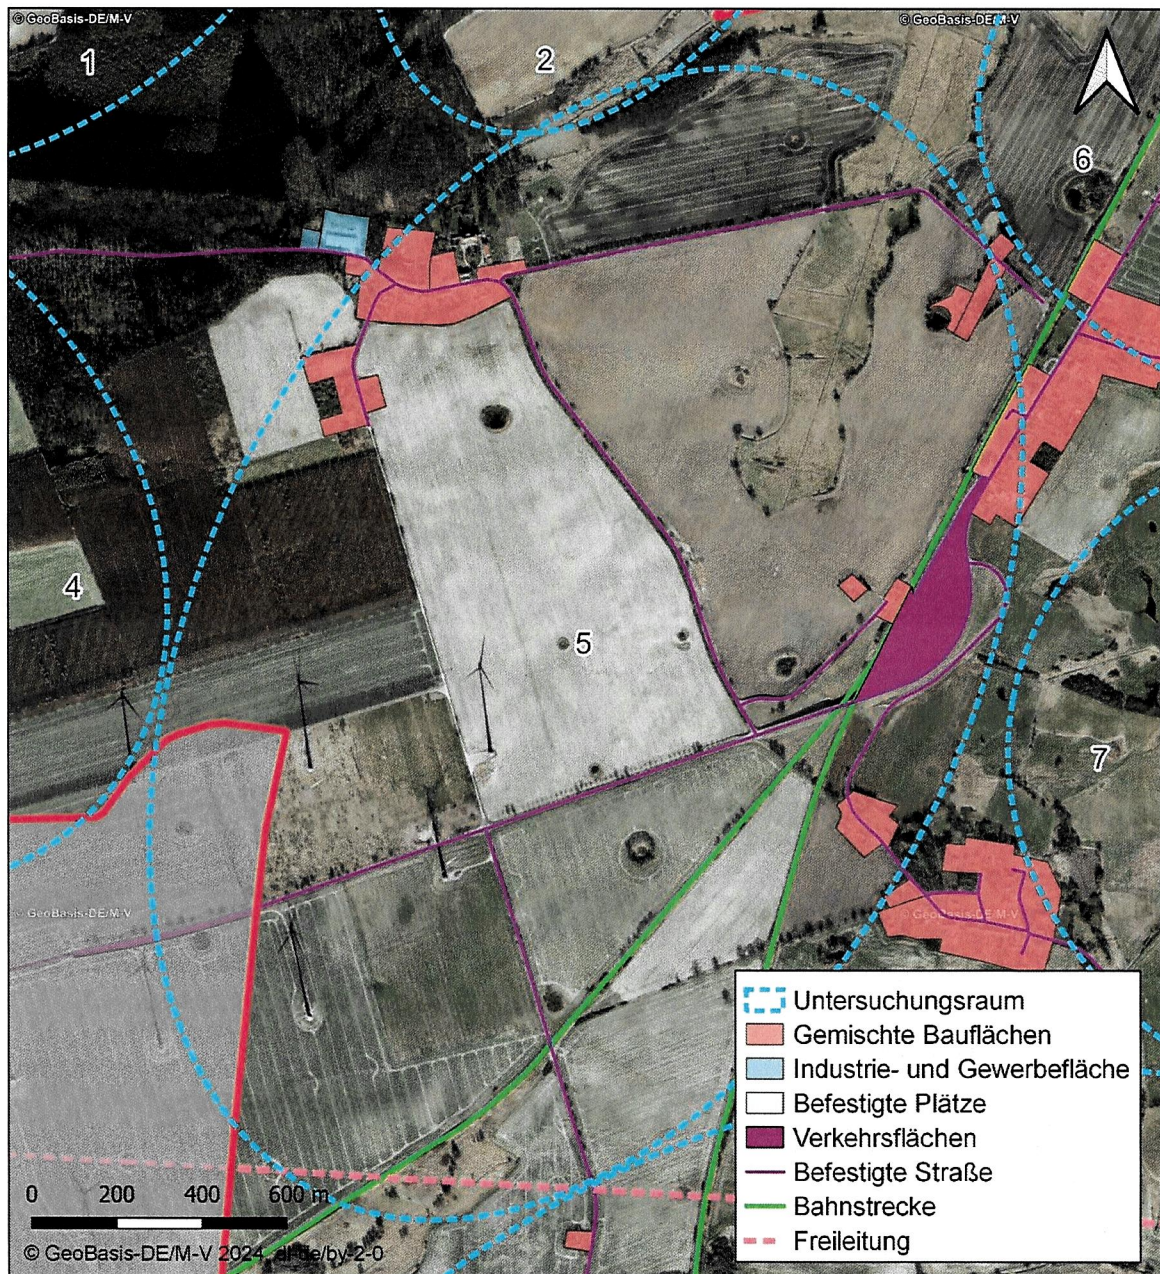 © GeoBasis-DE/M-V
© GeoBasis-DE/M-V
1
2
6
4
5
7
© GeoBasis-DE/M-V
© GeoBasis-DE/M-V
Untersuchungsraum
Gemischte Bauflächen
Industrie- und Gewerbefläche
Befestigte Plätze
Verkehrsflächen
Befestigte Straße
Bahnstrecke
Freileitung
0 200 400 600 m
© GeoBasis-DE/M-V 2024, dl-de/by-2-0